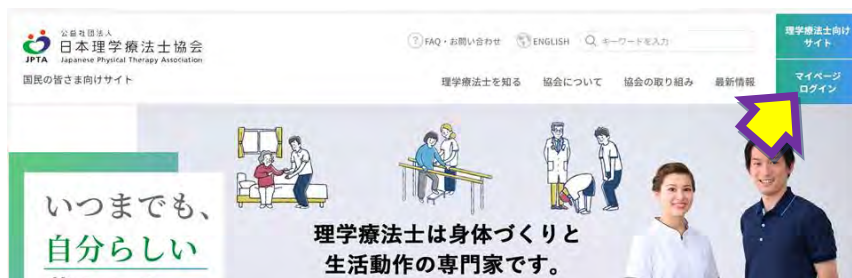 公益社団法人
日本理学療法士協会
JPTA Japanese Physical Therapy Association
国民の皆さま向けサイト
FAQ・お問い合わせ ENGLISH キーワードを入力
理学療法士を知る 協会について 協会の取り組み 最新情報
理学療法士向け
サイト
マイページ
ログイン
いつまでも、
自分らしい
理学療法士は身体づくりと
生活動作の専門家です。